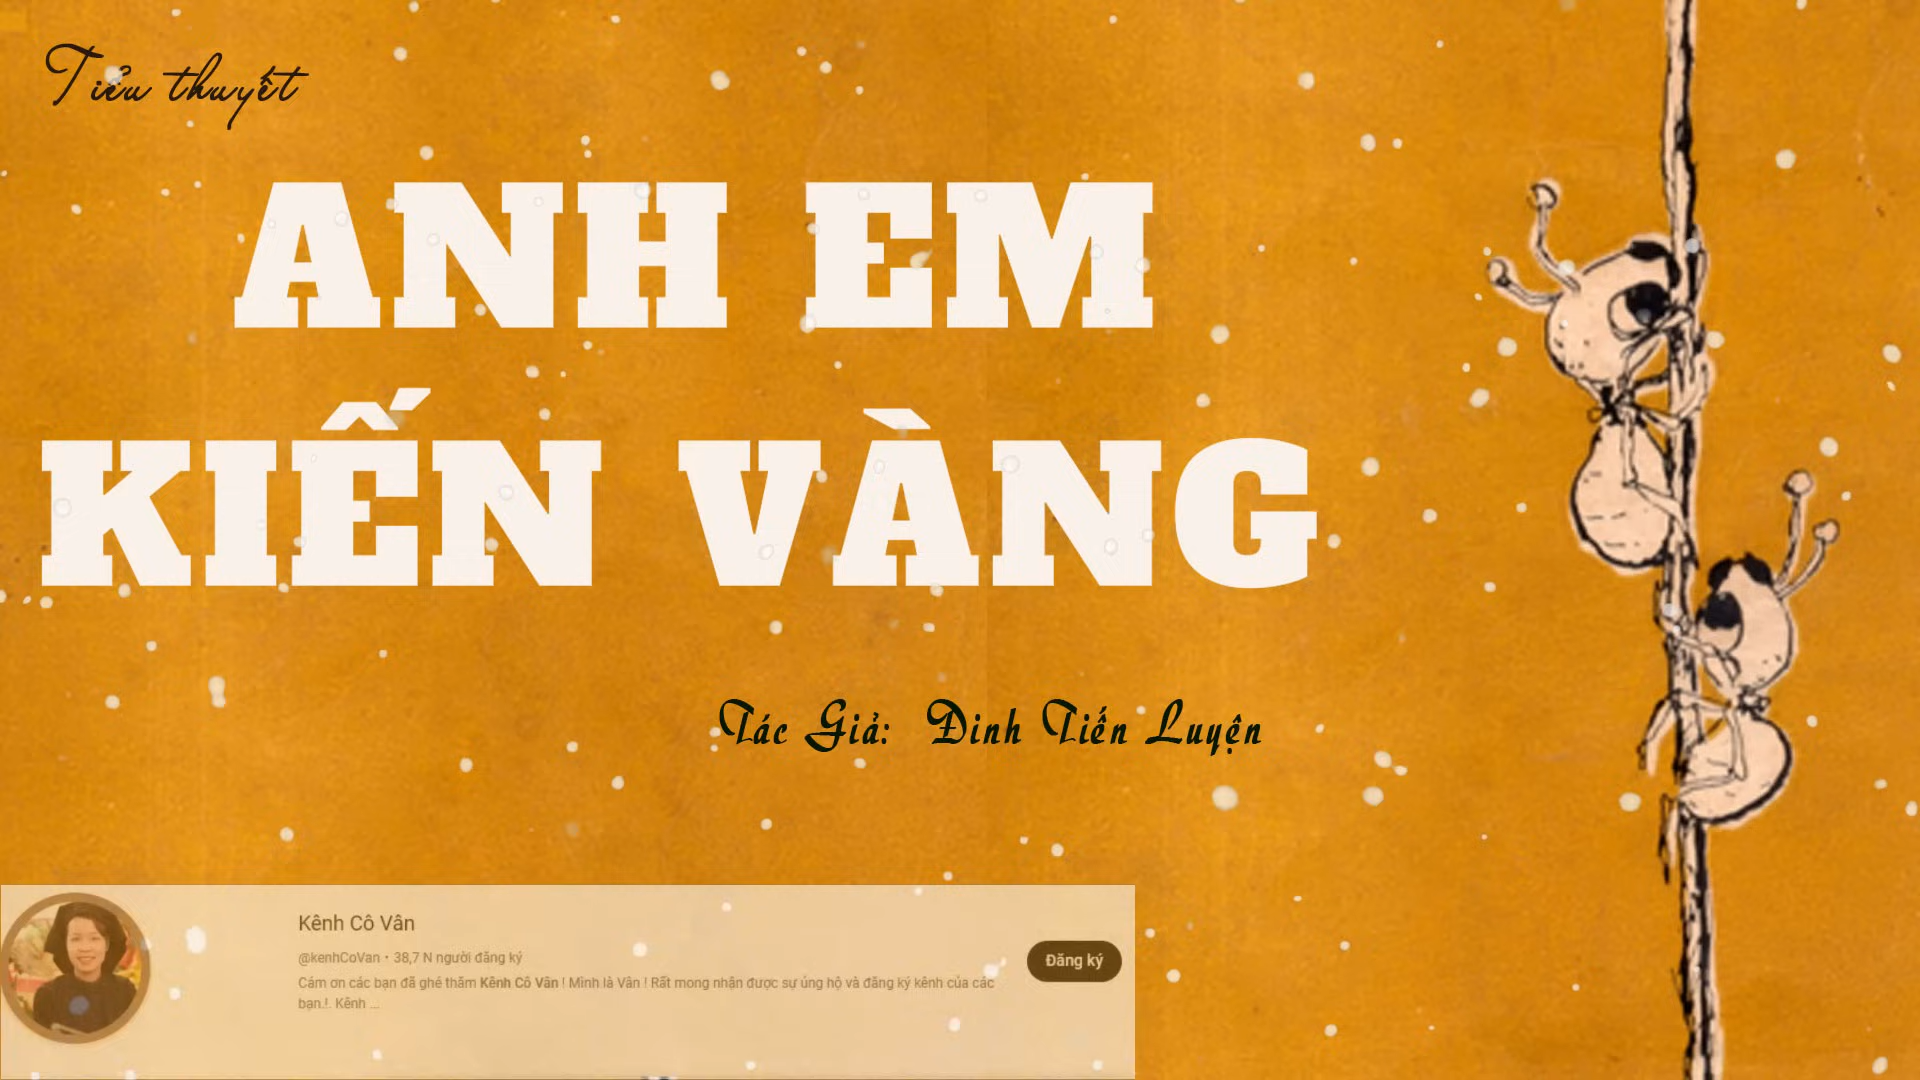 Tiểu thuyết
ANH EM
KIẾN VÀNG
Tác Giả: Đinh Tiến Luyện
Kênh Cô Vân
@kenhCoVan • 38,7 N người đăng ký
Cám ơn các bạn đã ghé thăm Kênh Cô Vân ! Mình là Vân ! Rất mong nhận được sự ủng hộ và đăng ký kênh của các
bạn.!. Kênh ...
Đăng ký